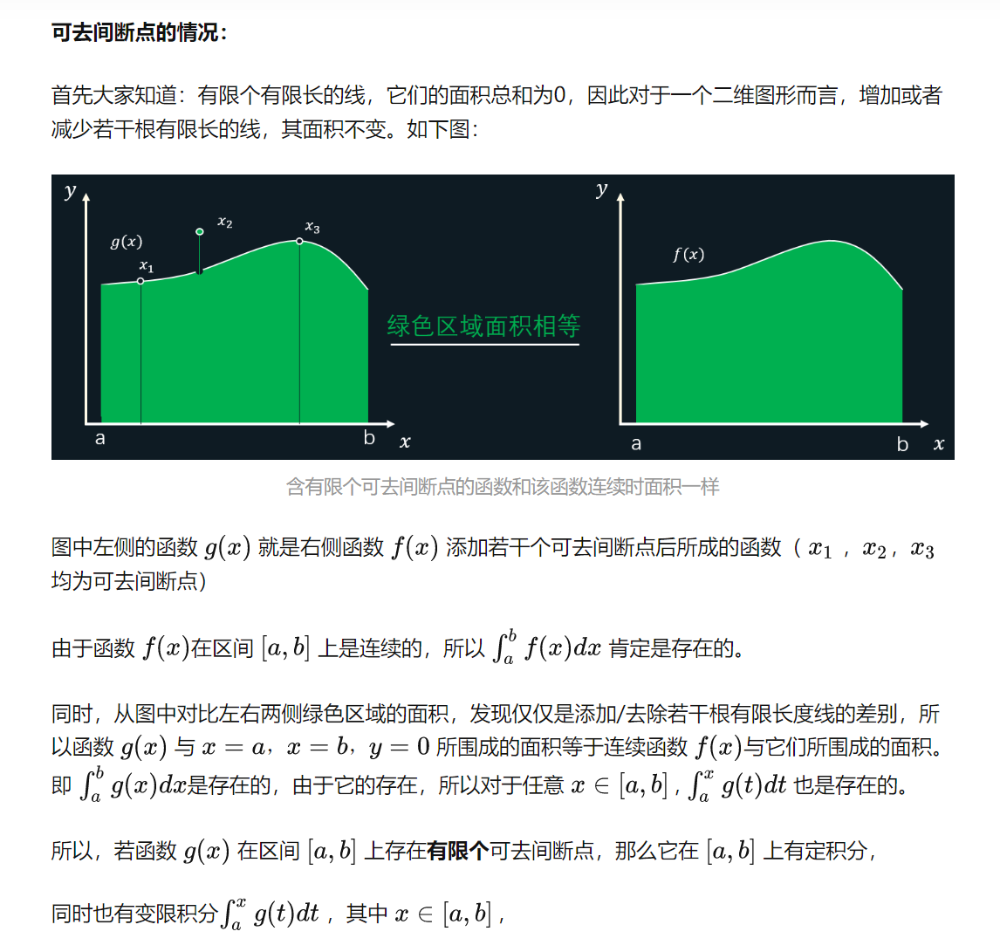 可去间断点的情况：
首先大家知道：有限个有限长的线，它们的面积总和为0，因此对于一个二维图形而言，增加或者
减少若干根有限长的线，其面积不变。如下图：
y
g(x)
x₁
x₂
x₃
a
b
x
绿色区域面积相等
y
f(x)
a
b
x
含有限个可去间断点的函数和该函数连续时面积一样
图中左侧的函数 g(x) 就是右侧函数 f(x) 添加若干个可去间断点后所成的函数（ x₁ ，x₂，x₃
均为可去间断点）
由于函数 f(x)在区间 [a,b] 上是连续的，所以 ∫ₐᵇ f(x)dx 肯定是存在的。
同时，从图中对比左右两侧绿色区域的面积，发现仅仅是添加/去除若干根有限长度线的差别，所
以函数 g(x) 与 x = a，x = b，y = 0 所围成的面积等于连续函数 f(x)与它们所围成的面积。
即 ∫ₐᵇ g(x)dx是存在的，由于它的存在，所以对于任意 x ∈ [a,b] , ∫ₐˣ g(t)dt 也是存在的。
所以，若函数 g(x) 在区间 [a,b] 上存在有限个可去间断点，那么它在 [a,b] 上有定积分，
同时也有变限积分∫ₐˣ g(t)dt ，其中 x ∈ [a,b] ，